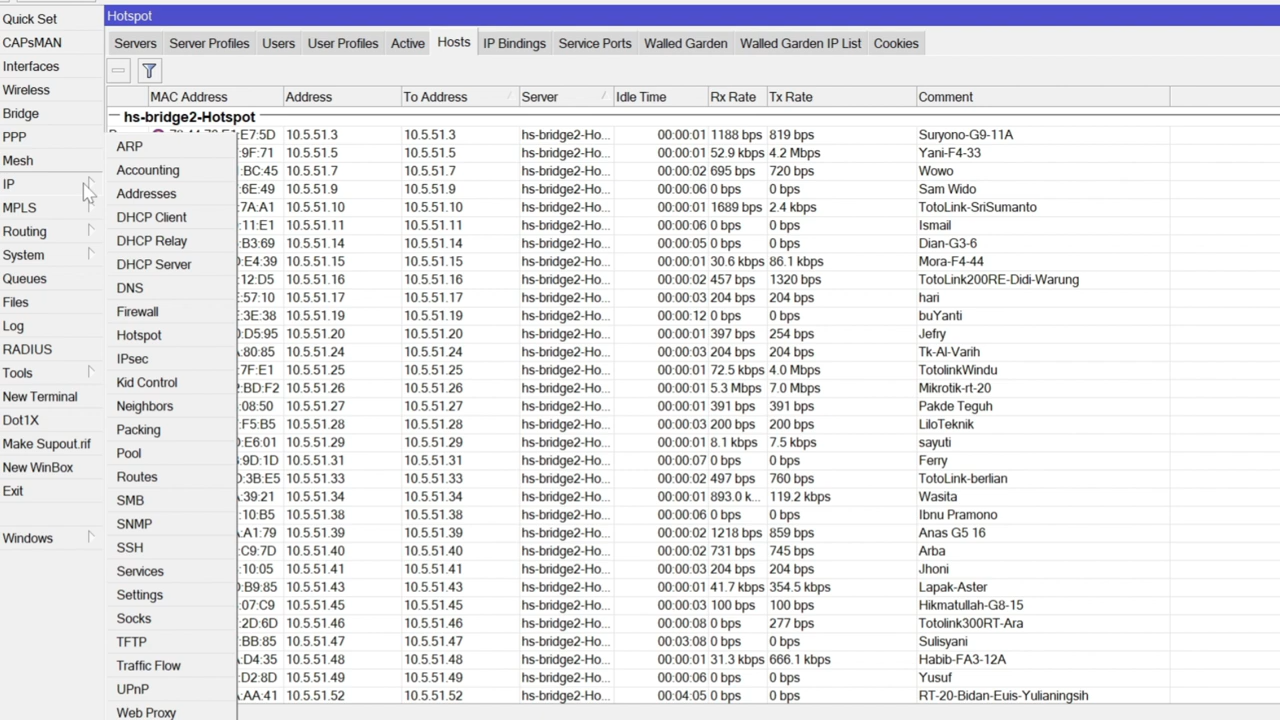 Quick Set
CAPsMAN
Interfaces
Wireless
Bridge
PPP
Mesh
IP
MPLS
Routing
System
Queues
Files
Log
RADIUS
Tools
New Terminal
Dot1X
Make Supout.rif
New WinBox
Exit
Windows
ARP
Accounting
Addresses
DHCP Client
DHCP Relay
DHCP Server
DNS
Firewall
Hotspot
IPsec
Kid Control
Neighbors
Packing
Pool
Routes
SMB
SNMP
SSH
Services
Settings
Socks
TFTP
Traffic Flow
UPnP
Web Proxy
Hotspot
Servers Server Profiles Users User Profiles Active Hosts IP Bindings Service Ports Walled Garden Walled Garden IP List Cookies
MAC Address Address To Address Server Idle Time Rx Rate Tx Rate Comment
hs-bridge2-Hotspot
:E7:5D 10.5.51.3 10.5.51.3 hs-bridge2-Ho... 00:00:01 1188 bps 819 bps Suryono-G9-11A
:9F:71 10.5.51.5 10.5.51.5 hs-bridge2-Ho... 00:00:01 52.9 kbps 4.2 Mbps Yani-F4-33
:BC:45 10.5.51.7 10.5.51.7 hs-bridge2-Ho... 00:00:02 695 bps 720 bps Wowo
:6E:49 10.5.51.9 10.5.51.9 hs-bridge2-Ho... 00:00:06 0 bps 0 bps Sam Wido
:7A:A1 10.5.51.10 10.5.51.10 hs-bridge2-Ho... 00:00:01 1689 bps 2.4 kbps TotoLink-SriSumanto
:11:E1 10.5.51.11 10.5.51.11 hs-bridge2-Ho... 00:00:06 0 bps 0 bps Ismail
:B3:69 10.5.51.14 10.5.51.14 hs-bridge2-Ho... 00:00:05 0 bps 0 bps Dian-G3-6
:E4:39 10.5.51.15 10.5.51.15 hs-bridge2-Ho... 00:00:01 30.6 kbps 86.1 kbps Mora-F4-44
:12:D5 10.5.51.16 10.5.51.16 hs-bridge2-Ho... 00:00:02 457 bps 1320 bps TotoLink200RE-Didi-Warung
:57:10 10.5.51.17 10.5.51.17 hs-bridge2-Ho... 00:00:03 204 bps 204 bps hari
:3E:38 10.5.51.19 10.5.51.19 hs-bridge2-Ho... 00:00:12 0 bps 0 bps buYanti
:D5:95 10.5.51.20 10.5.51.20 hs-bridge2-Ho... 00:00:01 397 bps 254 bps Jefry
:80:85 10.5.51.24 10.5.51.24 hs-bridge2-Ho... 00:00:03 204 bps 204 bps Tk-Al-Varih
:7F:E1 10.5.51.25 10.5.51.25 hs-bridge2-Ho... 00:00:01 72.5 kbps 4.0 Mbps TotolinkWindu
:BD:F2 10.5.51.26 10.5.51.26 hs-bridge2-Ho... 00:00:01 5.3 Mbps 7.0 Mbps Mikrotik-rt-20
:08:50 10.5.51.27 10.5.51.27 hs-bridge2-Ho... 00:00:01 391 bps 391 bps Pakde Teguh
:F5:B5 10.5.51.28 10.5.51.28 hs-bridge2-Ho... 00:00:03 200 bps 200 bps LiloTeknik
:E6:01 10.5.51.29 10.5.51.29 hs-bridge2-Ho... 00:00:01 8.1 kbps 7.5 kbps sayuti
:9D:1D 10.5.51.31 10.5.51.31 hs-bridge2-Ho... 00:00:07 0 bps 0 bps Ferry
:3B:E5 10.5.51.33 10.5.51.33 hs-bridge2-Ho... 00:00:02 497 bps 760 bps TotoLink-berlian
:39:21 10.5.51.34 10.5.51.34 hs-bridge2-Ho... 00:00:01 893.0 k... 119.2 kbps Wasita
:10:B5 10.5.51.38 10.5.51.38 hs-bridge2-Ho... 00:00:06 0 bps 0 bps Ibnu Pramono
:A1:79 10.5.51.39 10.5.51.39 hs-bridge2-Ho... 00:00:02 1218 bps 859 bps Anas G5 16
:C9:7D 10.5.51.40 10.5.51.40 hs-bridge2-Ho... 00:00:02 731 bps 745 bps Arba
:10:05 10.5.51.41 10.5.51.41 hs-bridge2-Ho... 00:00:03 204 bps 204 bps Jhoni
:B9:85 10.5.51.43 10.5.51.43 hs-bridge2-Ho... 00:00:01 41.7 kbps 354.5 kbps Lapak-Aster
:07:C9 10.5.51.45 10.5.51.45 hs-bridge2-Ho... 00:00:03 100 bps 100 bps Hikmatullah-G8-15
:2D:6D 10.5.51.46 10.5.51.46 hs-bridge2-Ho... 00:00:08 0 bps 277 bps Totolink300RT-Ara
:BB:85 10.5.51.47 10.5.51.47 hs-bridge2-Ho... 00:03:08 0 bps 0 bps Sulisyani
:D4:35 10.5.51.48 10.5.51.48 hs-bridge2-Ho... 00:00:01 31.3 kbps 666.1 kbps Habib-FA3-12A
:D2:8D 10.5.51.49 10.5.51.49 hs-bridge2-Ho... 00:00:06 0 bps 0 bps Yusuf
:AA:41 10.5.51.52 10.5.51.52 hs-bridge2-Ho... 00:04:05 0 bps 0 bps RT-20-Bidan-Euis-Yulianingsih